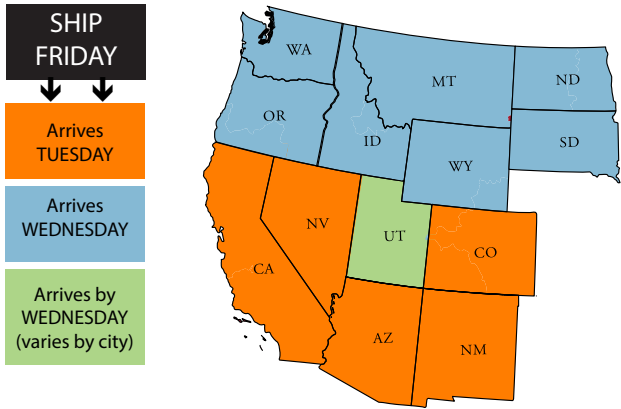 SHIP
FRIDAY
Arrives
TUESDAY
Arrives
WEDNESDAY
Arrives by
WEDNESDAY
(varies by city)
WA
MT
ND
OR
ID
SD
WY
NV
UT
CO
CA
AZ
NM